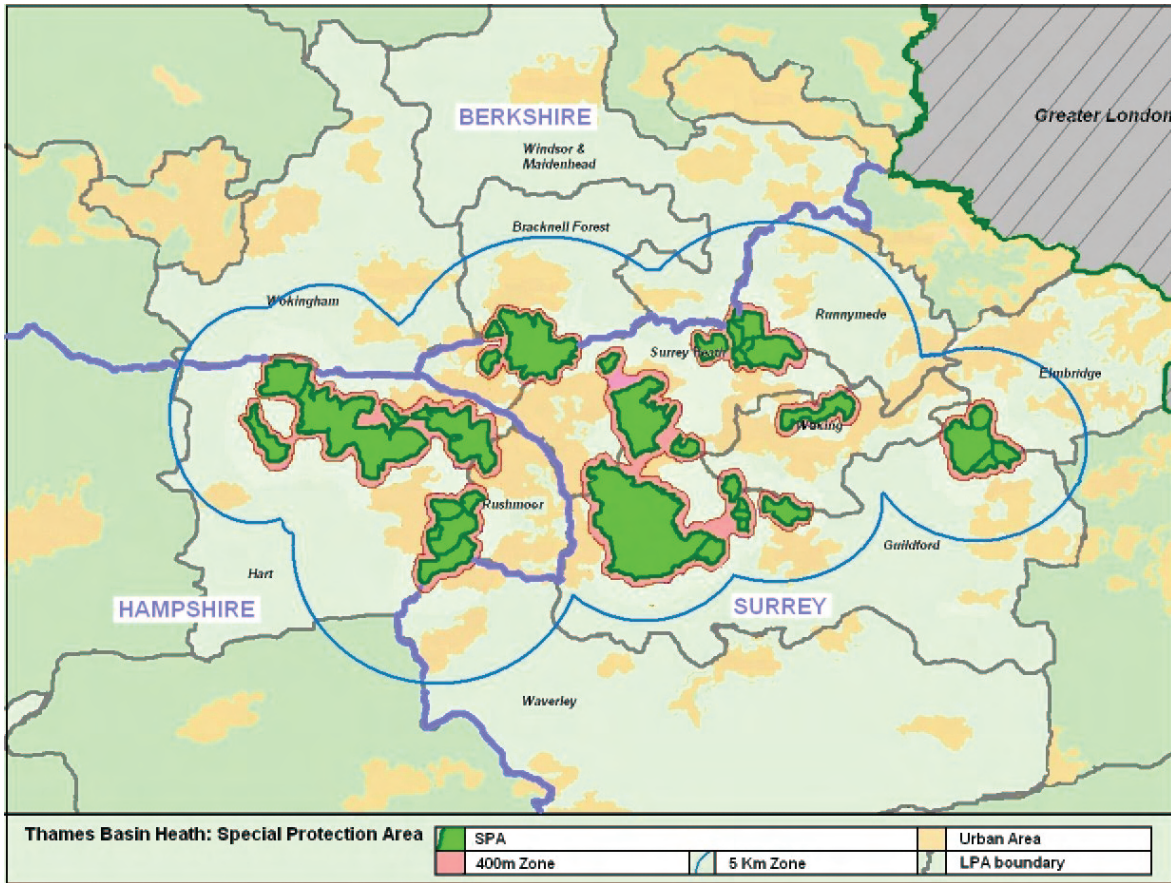 Greater London
BERKSHIRE
Windsor &
Maidenhead
Bracknell Forest
Wokingham
Runnymede
Surrey Heath
Elmbridge
Woking
Rushmoor
Guildford
Hart
HAMPSHIRE
SURREY
Waverley
Thames Basin Heath: Special Protection Area
SPA
Urban Area
400m Zone
5 Km Zone
LPA boundary